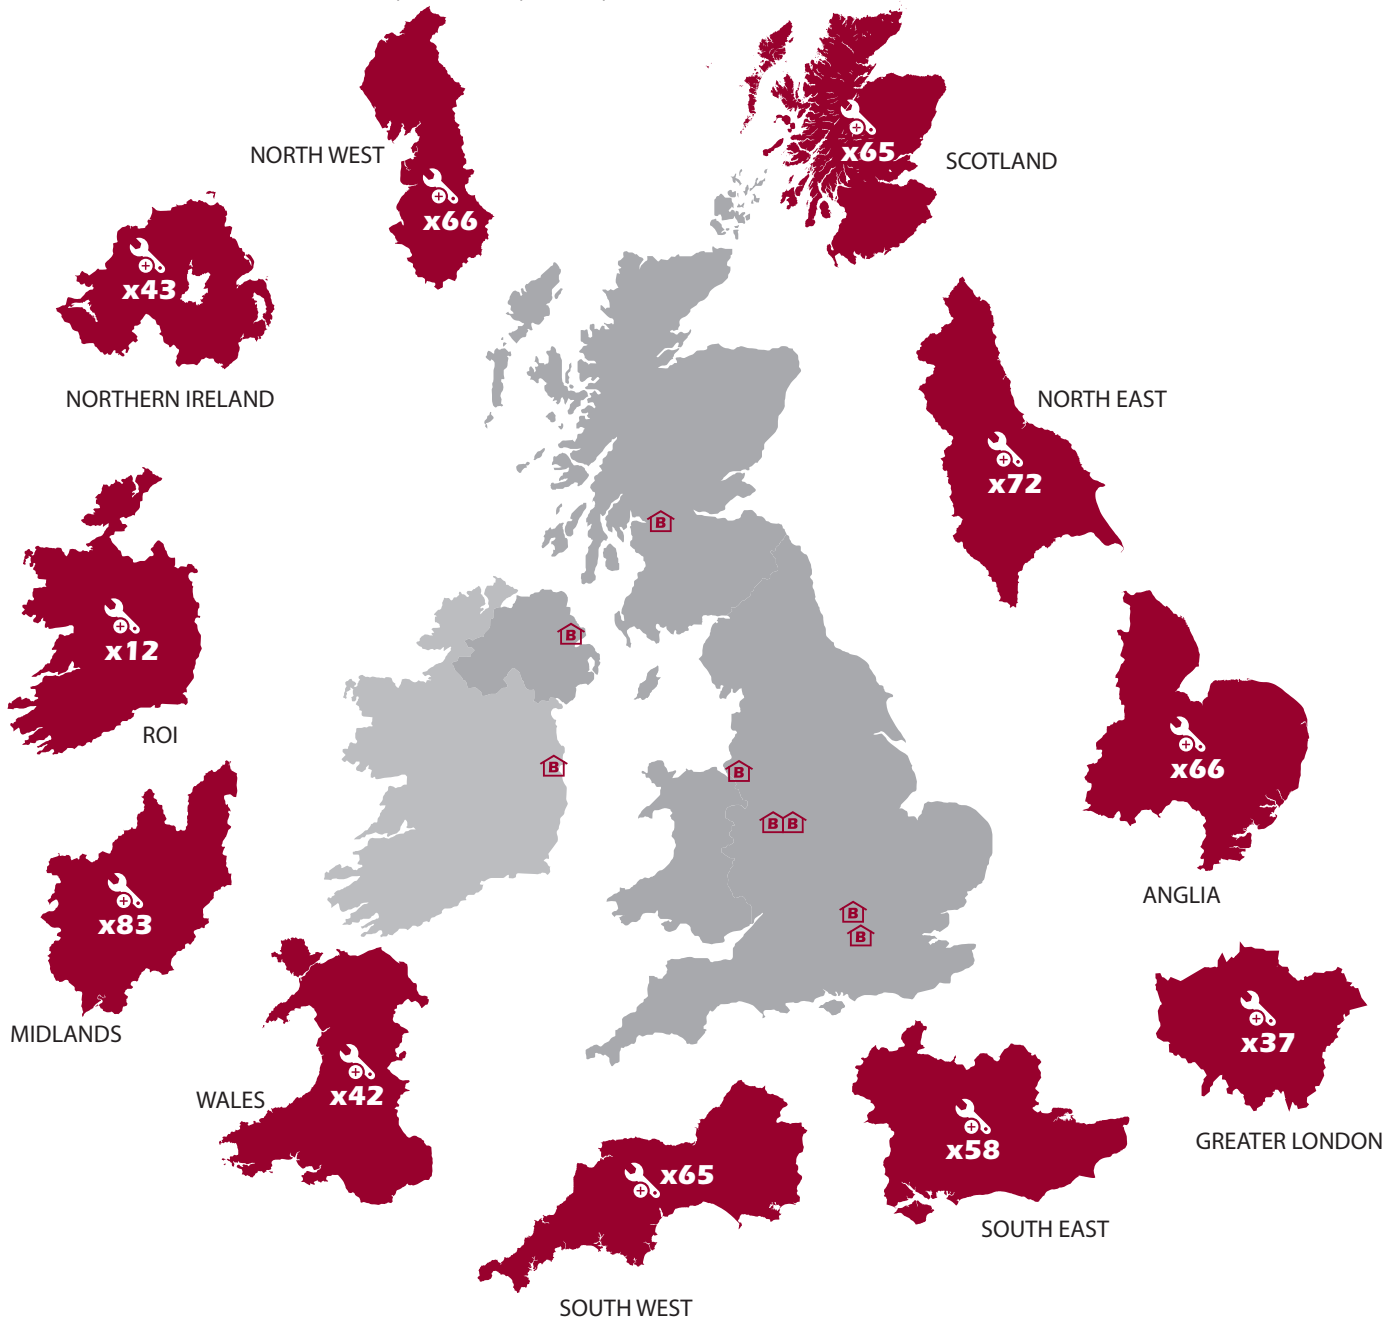 x65
NORTH WEST
SCOTLAND
x66
x43
NORTHERN IRELAND
NORTH EAST
x72
B
x12
B
ROI
x66
B
B
BB
x83
ANGLIA
B
B
MIDLANDS
x37
WALES
x42
x58
GREATER LONDON
x65
SOUTH EAST
SOUTH WEST